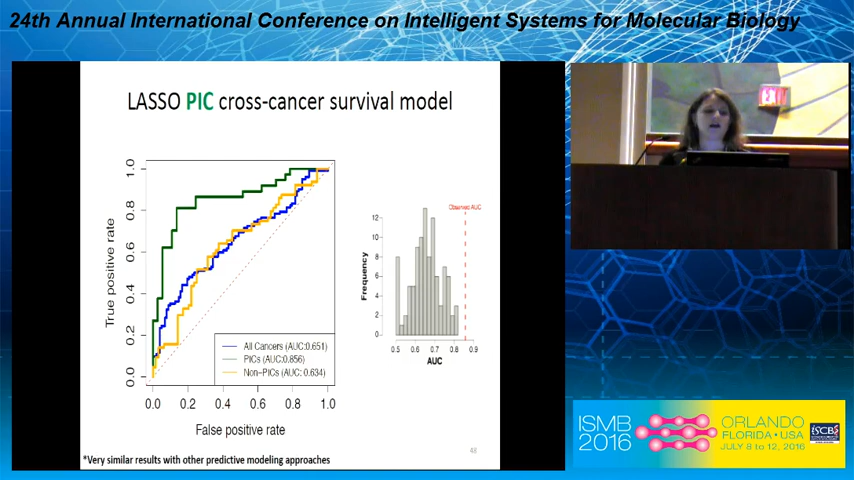 24th Annual International Conference on Intelligent Systems for Molecular Biology
LASSO PIC cross-cancer survival model
True positive rate
1.0
0.8
0.6
0.4
0.2
0.0
0.0 0.2 0.4 0.6 0.8 1.0
False positive rate
All Cancers (AUC:0.651)
PICs (AUC:0.856)
Non-PICs (AUC: 0.634)
Observed AUC
Frequency
12
10
8
6
4
2
0
0.5 0.6 0.7 0.8 0.9
AUC
*Very similar results with other predictive modeling approaches
EXIT
ISMB
2016
ORLANDO
FLORIDA • USA
JULY 8 to 12, 2016
ISCB